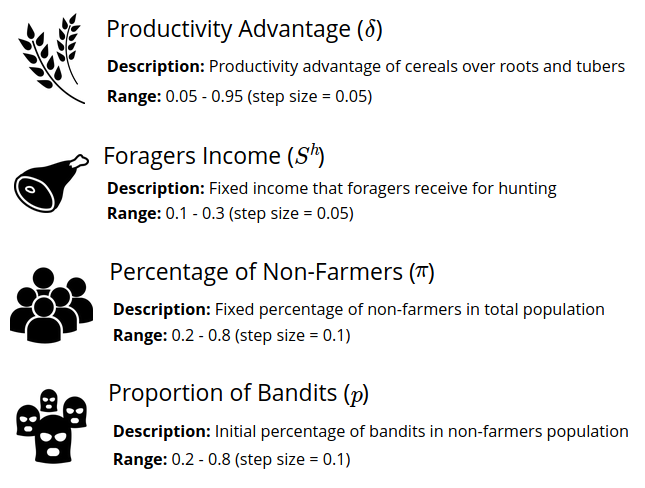 Productivity Advantage (δ)
Description: Productivity advantage of cereals over roots and tubers
Range: 0.05 - 0.95 (step size = 0.05)
Foragers Income (Sʰ)
Description: Fixed income that foragers receive for hunting
Range: 0.1 - 0.3 (step size = 0.05)
Percentage of Non-Farmers (π)
Description: Fixed percentage of non-farmers in total population
Range: 0.2 - 0.8 (step size = 0.1)
Proportion of Bandits (p)
Description: Initial percentage of bandits in non-farmers population
Range: 0.2 - 0.8 (step size = 0.1)